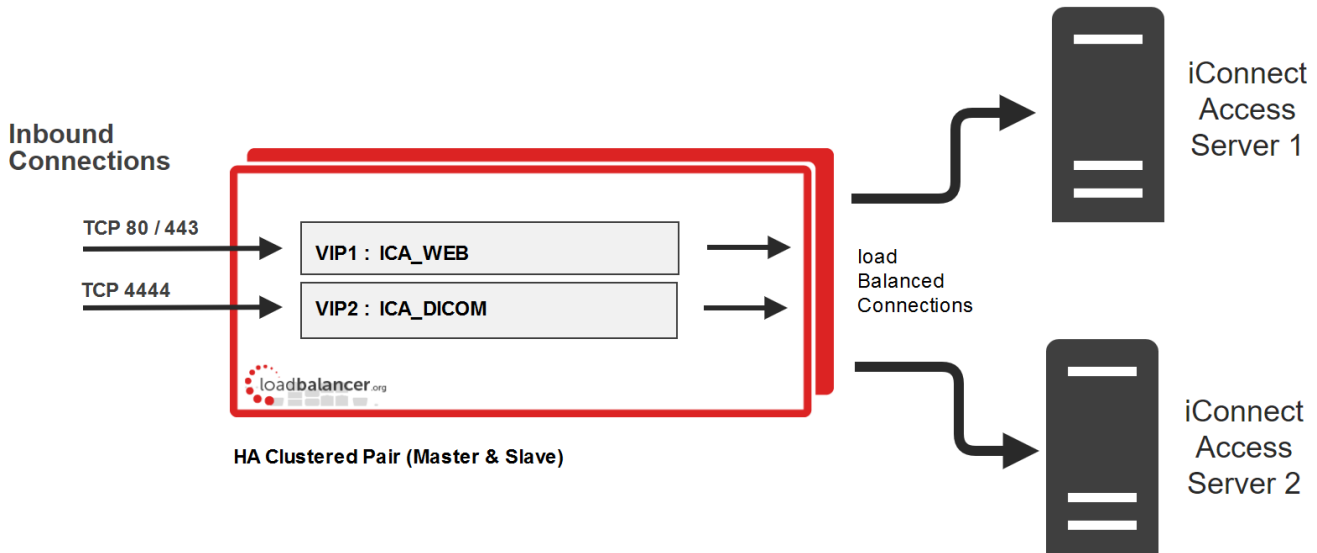 Inbound
Connections
TCP 80 / 443
TCP 4444
VIP1 : ICA_WEB
VIP2 : ICA_DICOM
loadbalancer.org
HA Clustered Pair (Master & Slave)
load
Balanced
Connections
iConnect
Access
Server 1
iConnect
Access
Server 2